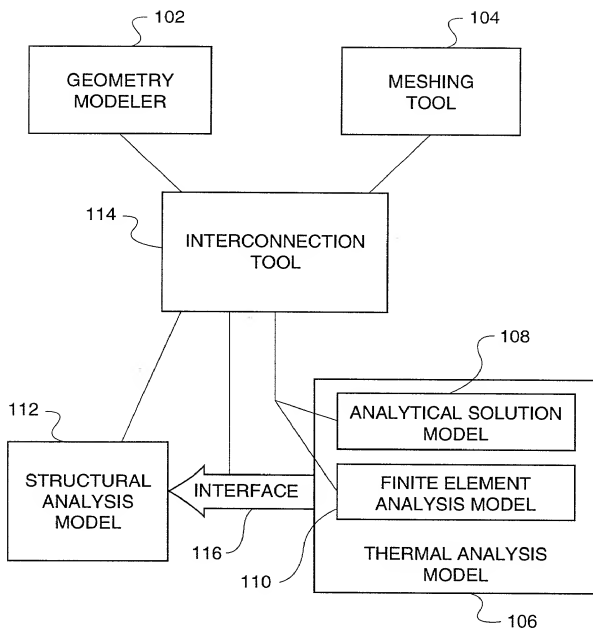 102
104
GEOMETRY
MODELER
MESHING
TOOL
114
INTERCONNECTION
TOOL
108
112
ANALYTICAL SOLUTION
MODEL
STRUCTURAL
ANALYSIS
MODEL
INTERFACE
FINITE ELEMENT
ANALYSIS MODEL
116
110
THERMAL ANALYSIS
MODEL
106